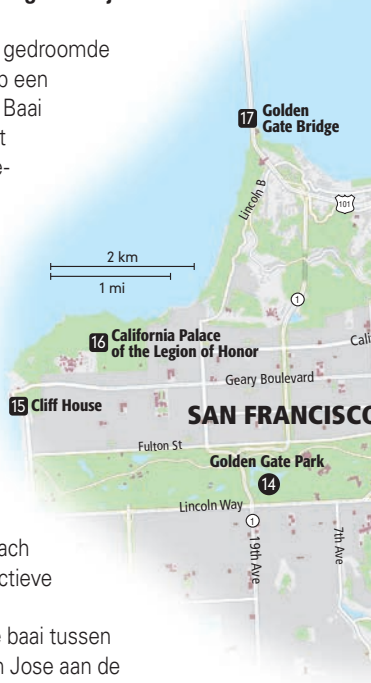 gedroomde
Baai
17 Golden
Gate Bridge
Lincoln B
101
2 km
1 mi
1
16 California Palace
of the Legion of Honor
Cali
Geary Boulevard
15 Cliff House
SAN FRANCISCO
Fulton St
Golden Gate Park
14
Lincoln Way
1
19th Ave
7th Ave
ach
ctieve
baai tussen
n Jose aan de